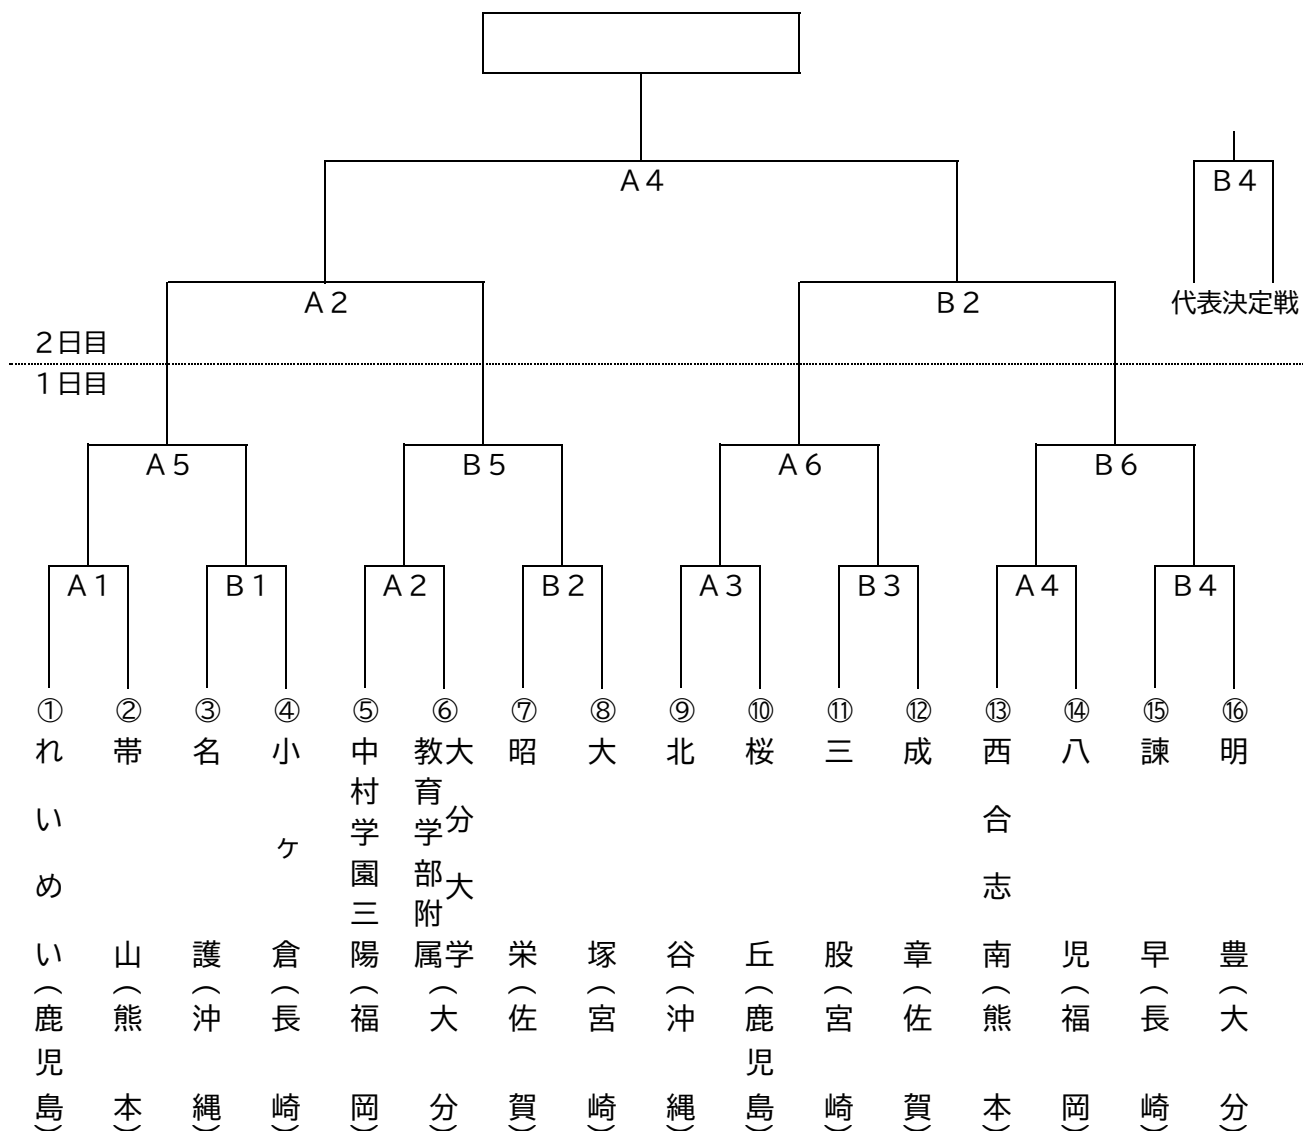 A4
B4
A2
B2
代表決定戦
2日目
1日目
A5
B5
A6
B6
A1
B1
A2
B2
A3
B3
A4
B4
①
れいめい(鹿児島)
②
帯山(熊本)
③
名護(沖縄)
④
小ヶ倉(長崎)
⑤
中村学園三陽(福岡)
⑥
大分大学
教育学部附属
(大分)
⑦
昭栄(佐賀)
⑧
大塚(宮崎)
⑨
北谷(沖縄)
⑩
桜丘(鹿児島)
⑪
三股(宮崎)
⑫
成章(佐賀)
⑬
西合志南(熊本)
⑭
八児(福岡)
⑮
諫早(長崎)
⑯
明豊(大分)